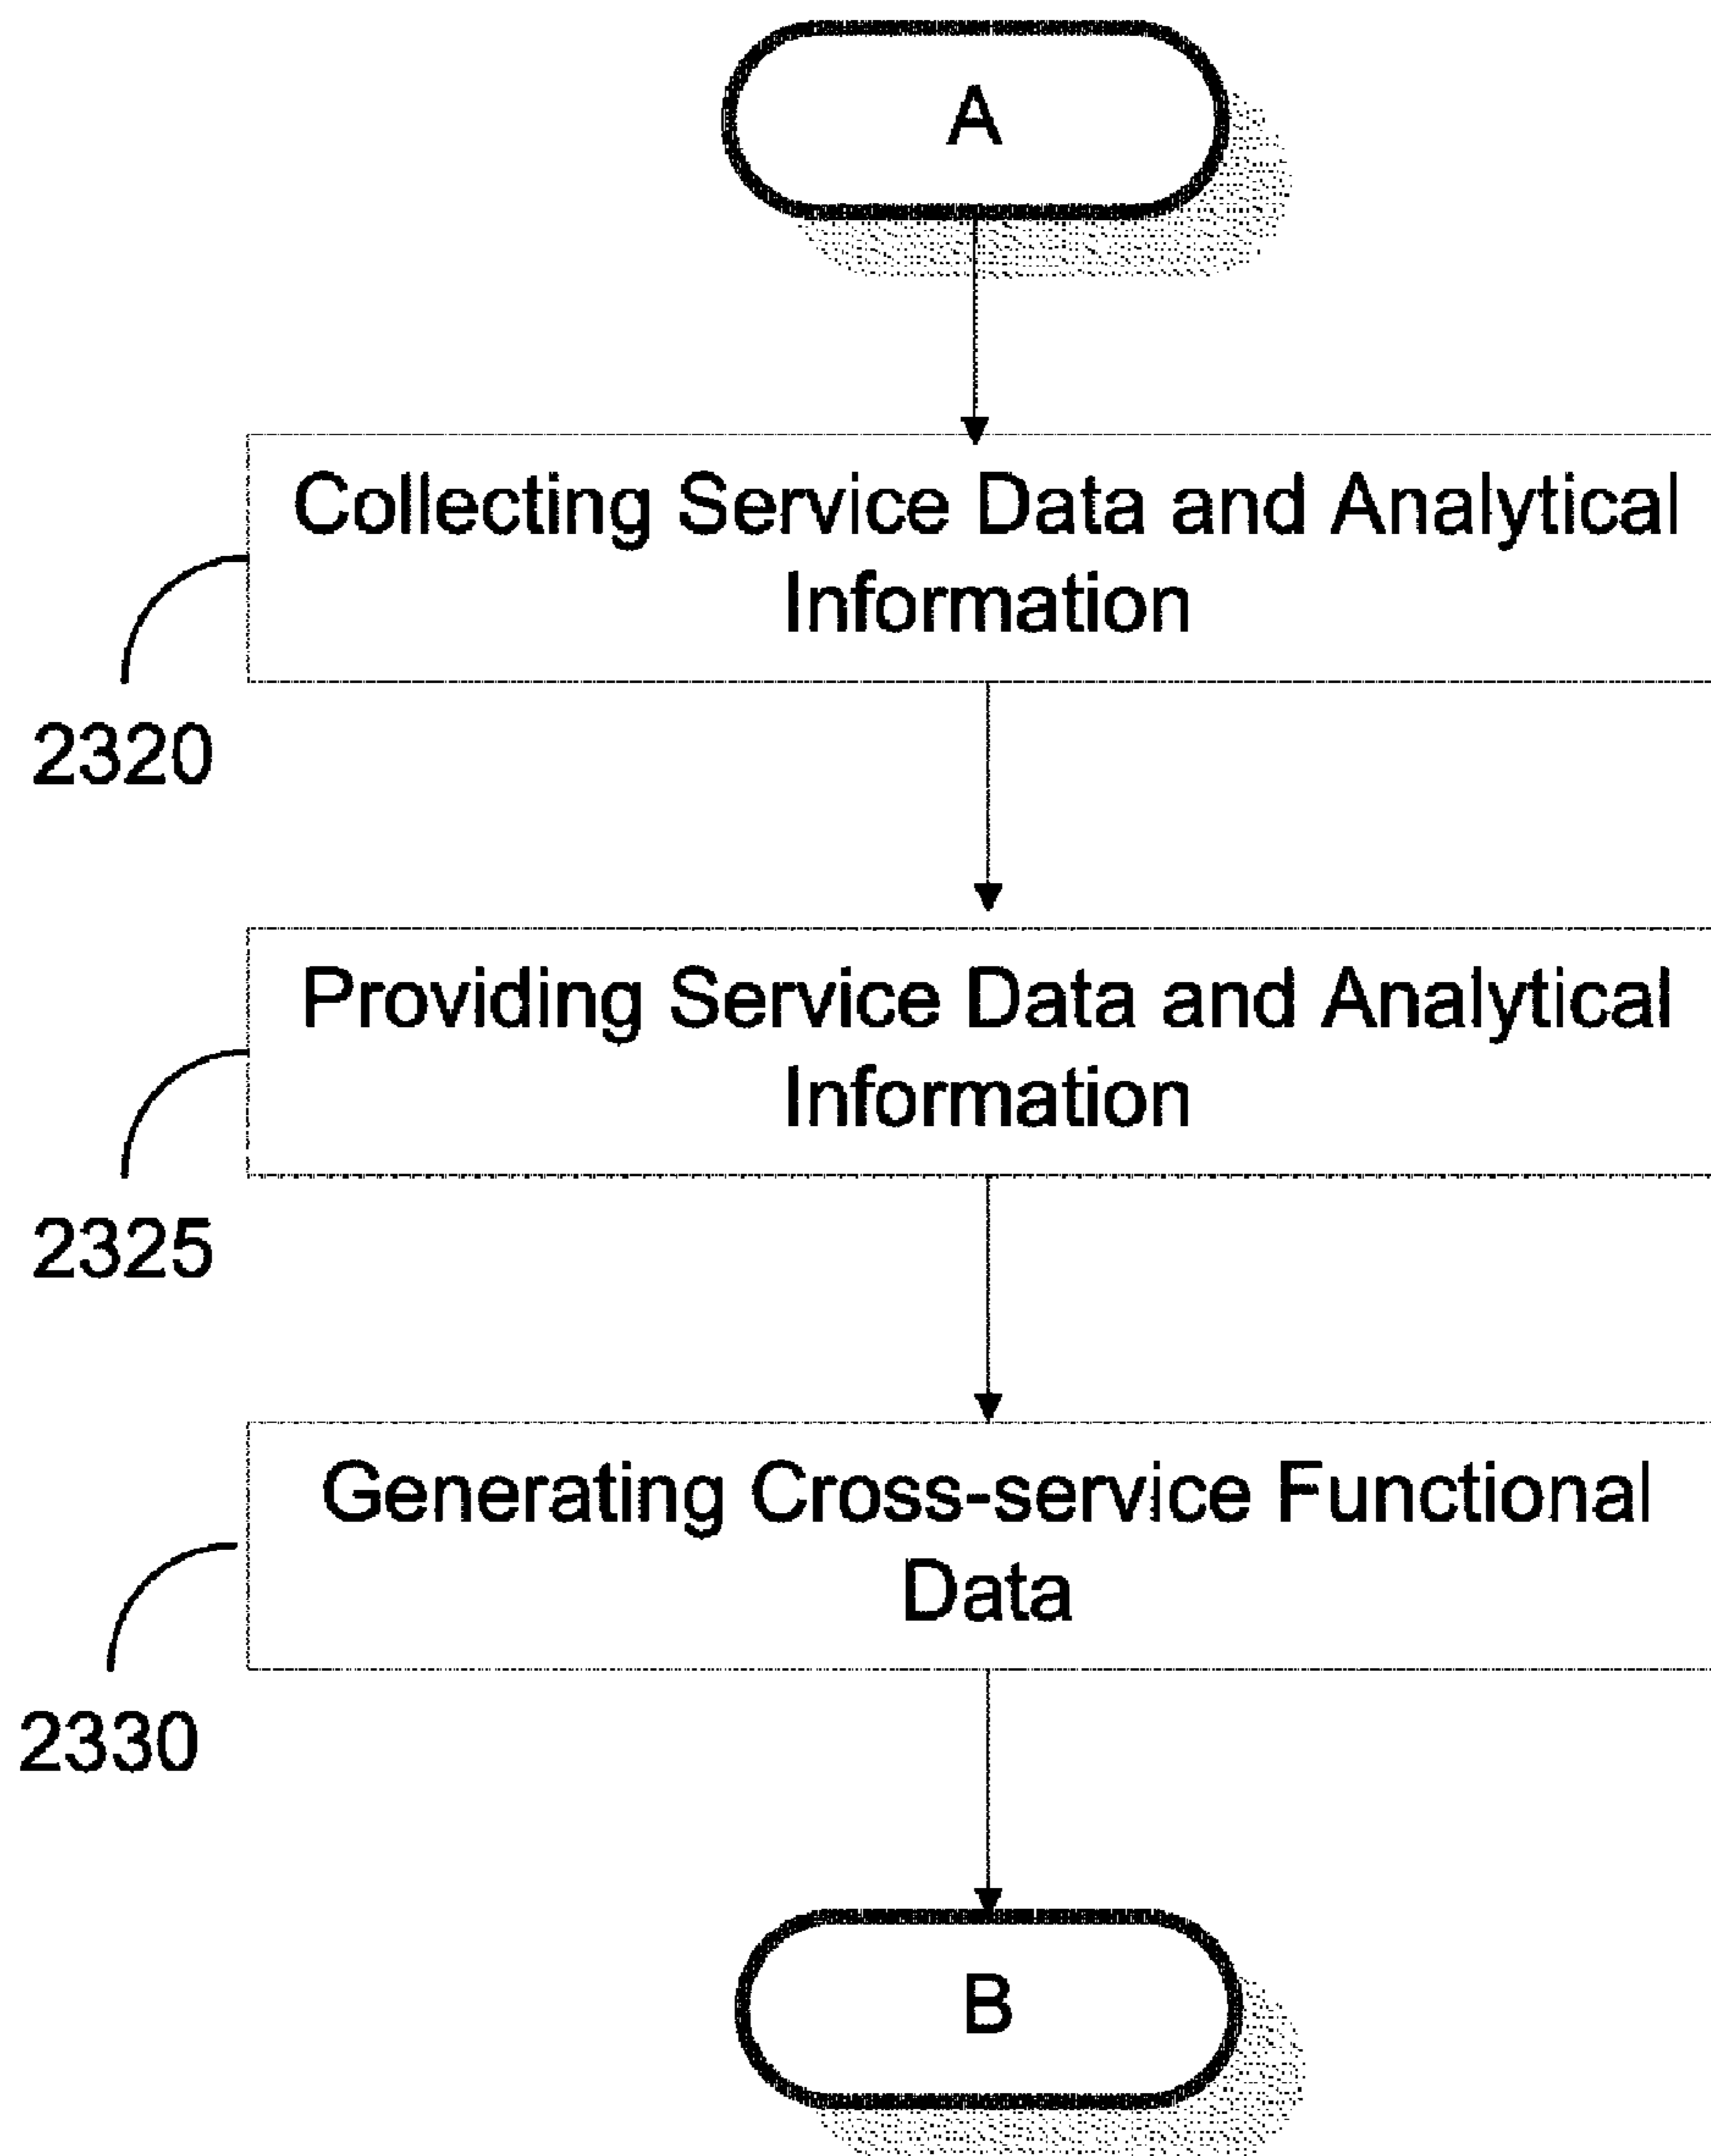 A
Collecting Service Data and Analytical
Information
2320
Providing Service Data and Analytical
Information
2325
Generating Cross-service Functional
Data
2330
B